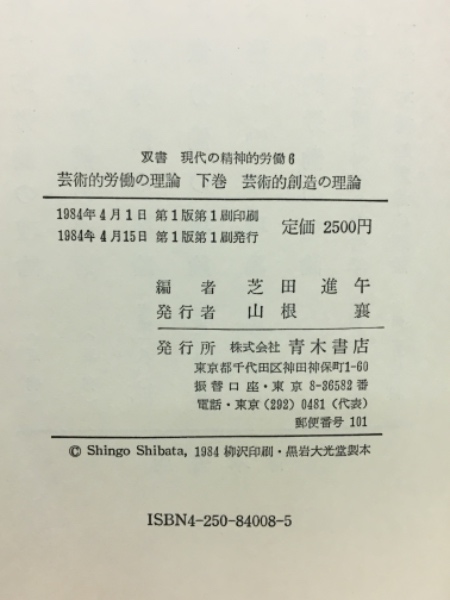 双書 現代の精神的労働6
芸術的労働の理論 下巻 芸術的創造の理論
1984年4月1日 第1版第1刷印刷
1984年4月15日 第1版第1刷発行
定価 2500円
編者 芝田進午
発行者 山根襄
発行所 株式会社 青木書店
東京都千代田区神田神保町1-60
振替口座・東京 8-36582番
電話・東京(292)0481(代表)
郵便番号 101
© Shingo Shibata, 1984 柳沢印刷・黒岩大光堂製本
ISBN4-250-84008-5